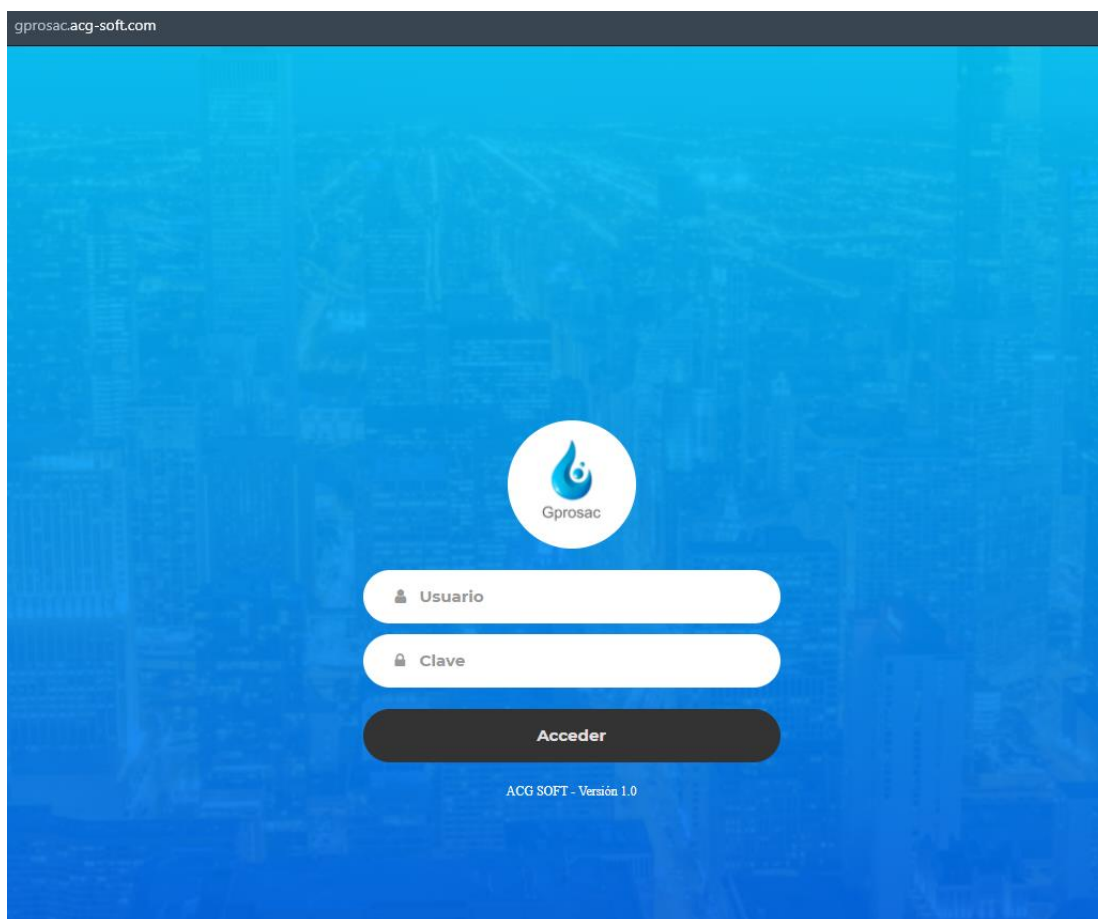 gprosac.acg-soft.com
Gprosac
Usuario
Clave
Acceder
ACG SOFT - Versión 1.0